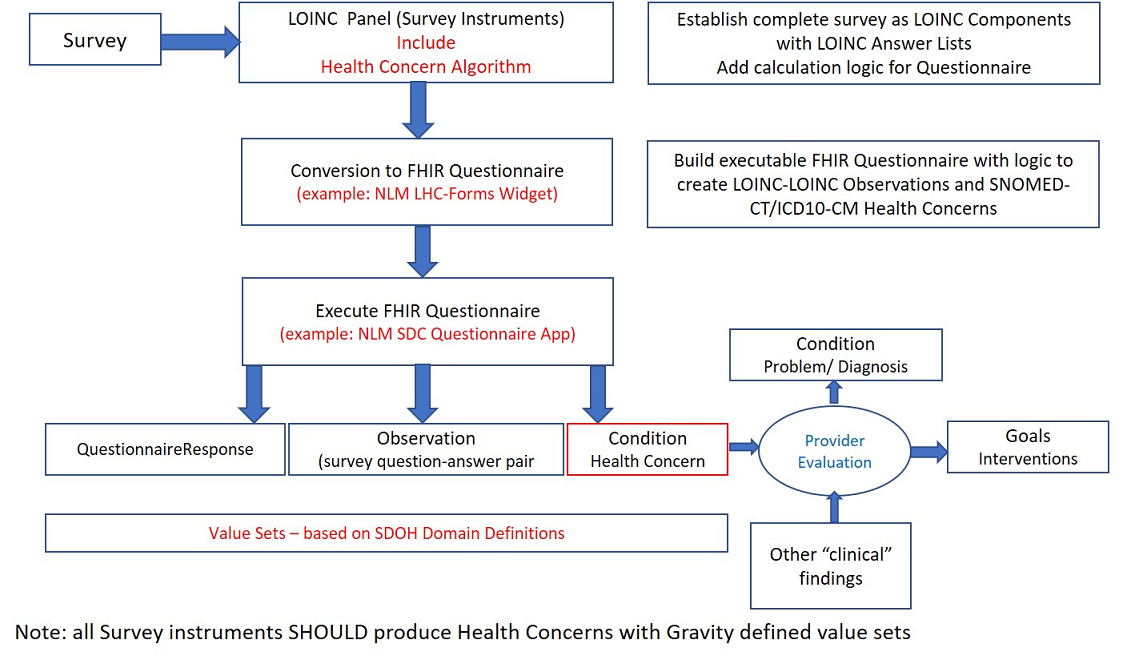 Survey
LOINC Panel (Survey Instruments)
Include
Health Concern Algorithm
Establish complete survey as LOINC Components
with LOINC Answer Lists
Add calculation logic for Questionnaire
Conversion to FHIR Questionnaire
(example: NLM LHC-Forms Widget)
Build executable FHIR Questionnaire with logic to
create LOINC-LOINC Observations and SNOMED-
CT/ICD10-CM Health Concerns
Execute FHIR Questionnaire
(example: NLM SDC Questionnaire App)
Condition
Problem/ Diagnosis
QuestionnaireResponse
Observation
(survey question-answer pair
Condition
Health Concern
Provider
Evaluation
Goals
Interventions
Value Sets – based on SDOH Domain Definitions
Other “clinical”
findings
Note: all Survey instruments SHOULD produce Health Concerns with Gravity defined value sets